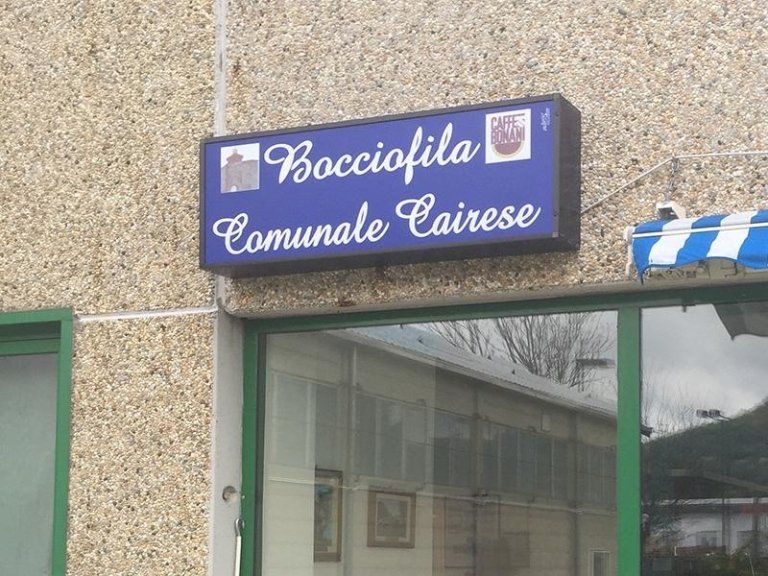 Bocciofila
CAFFE'
BONANI
Comunale Cairese